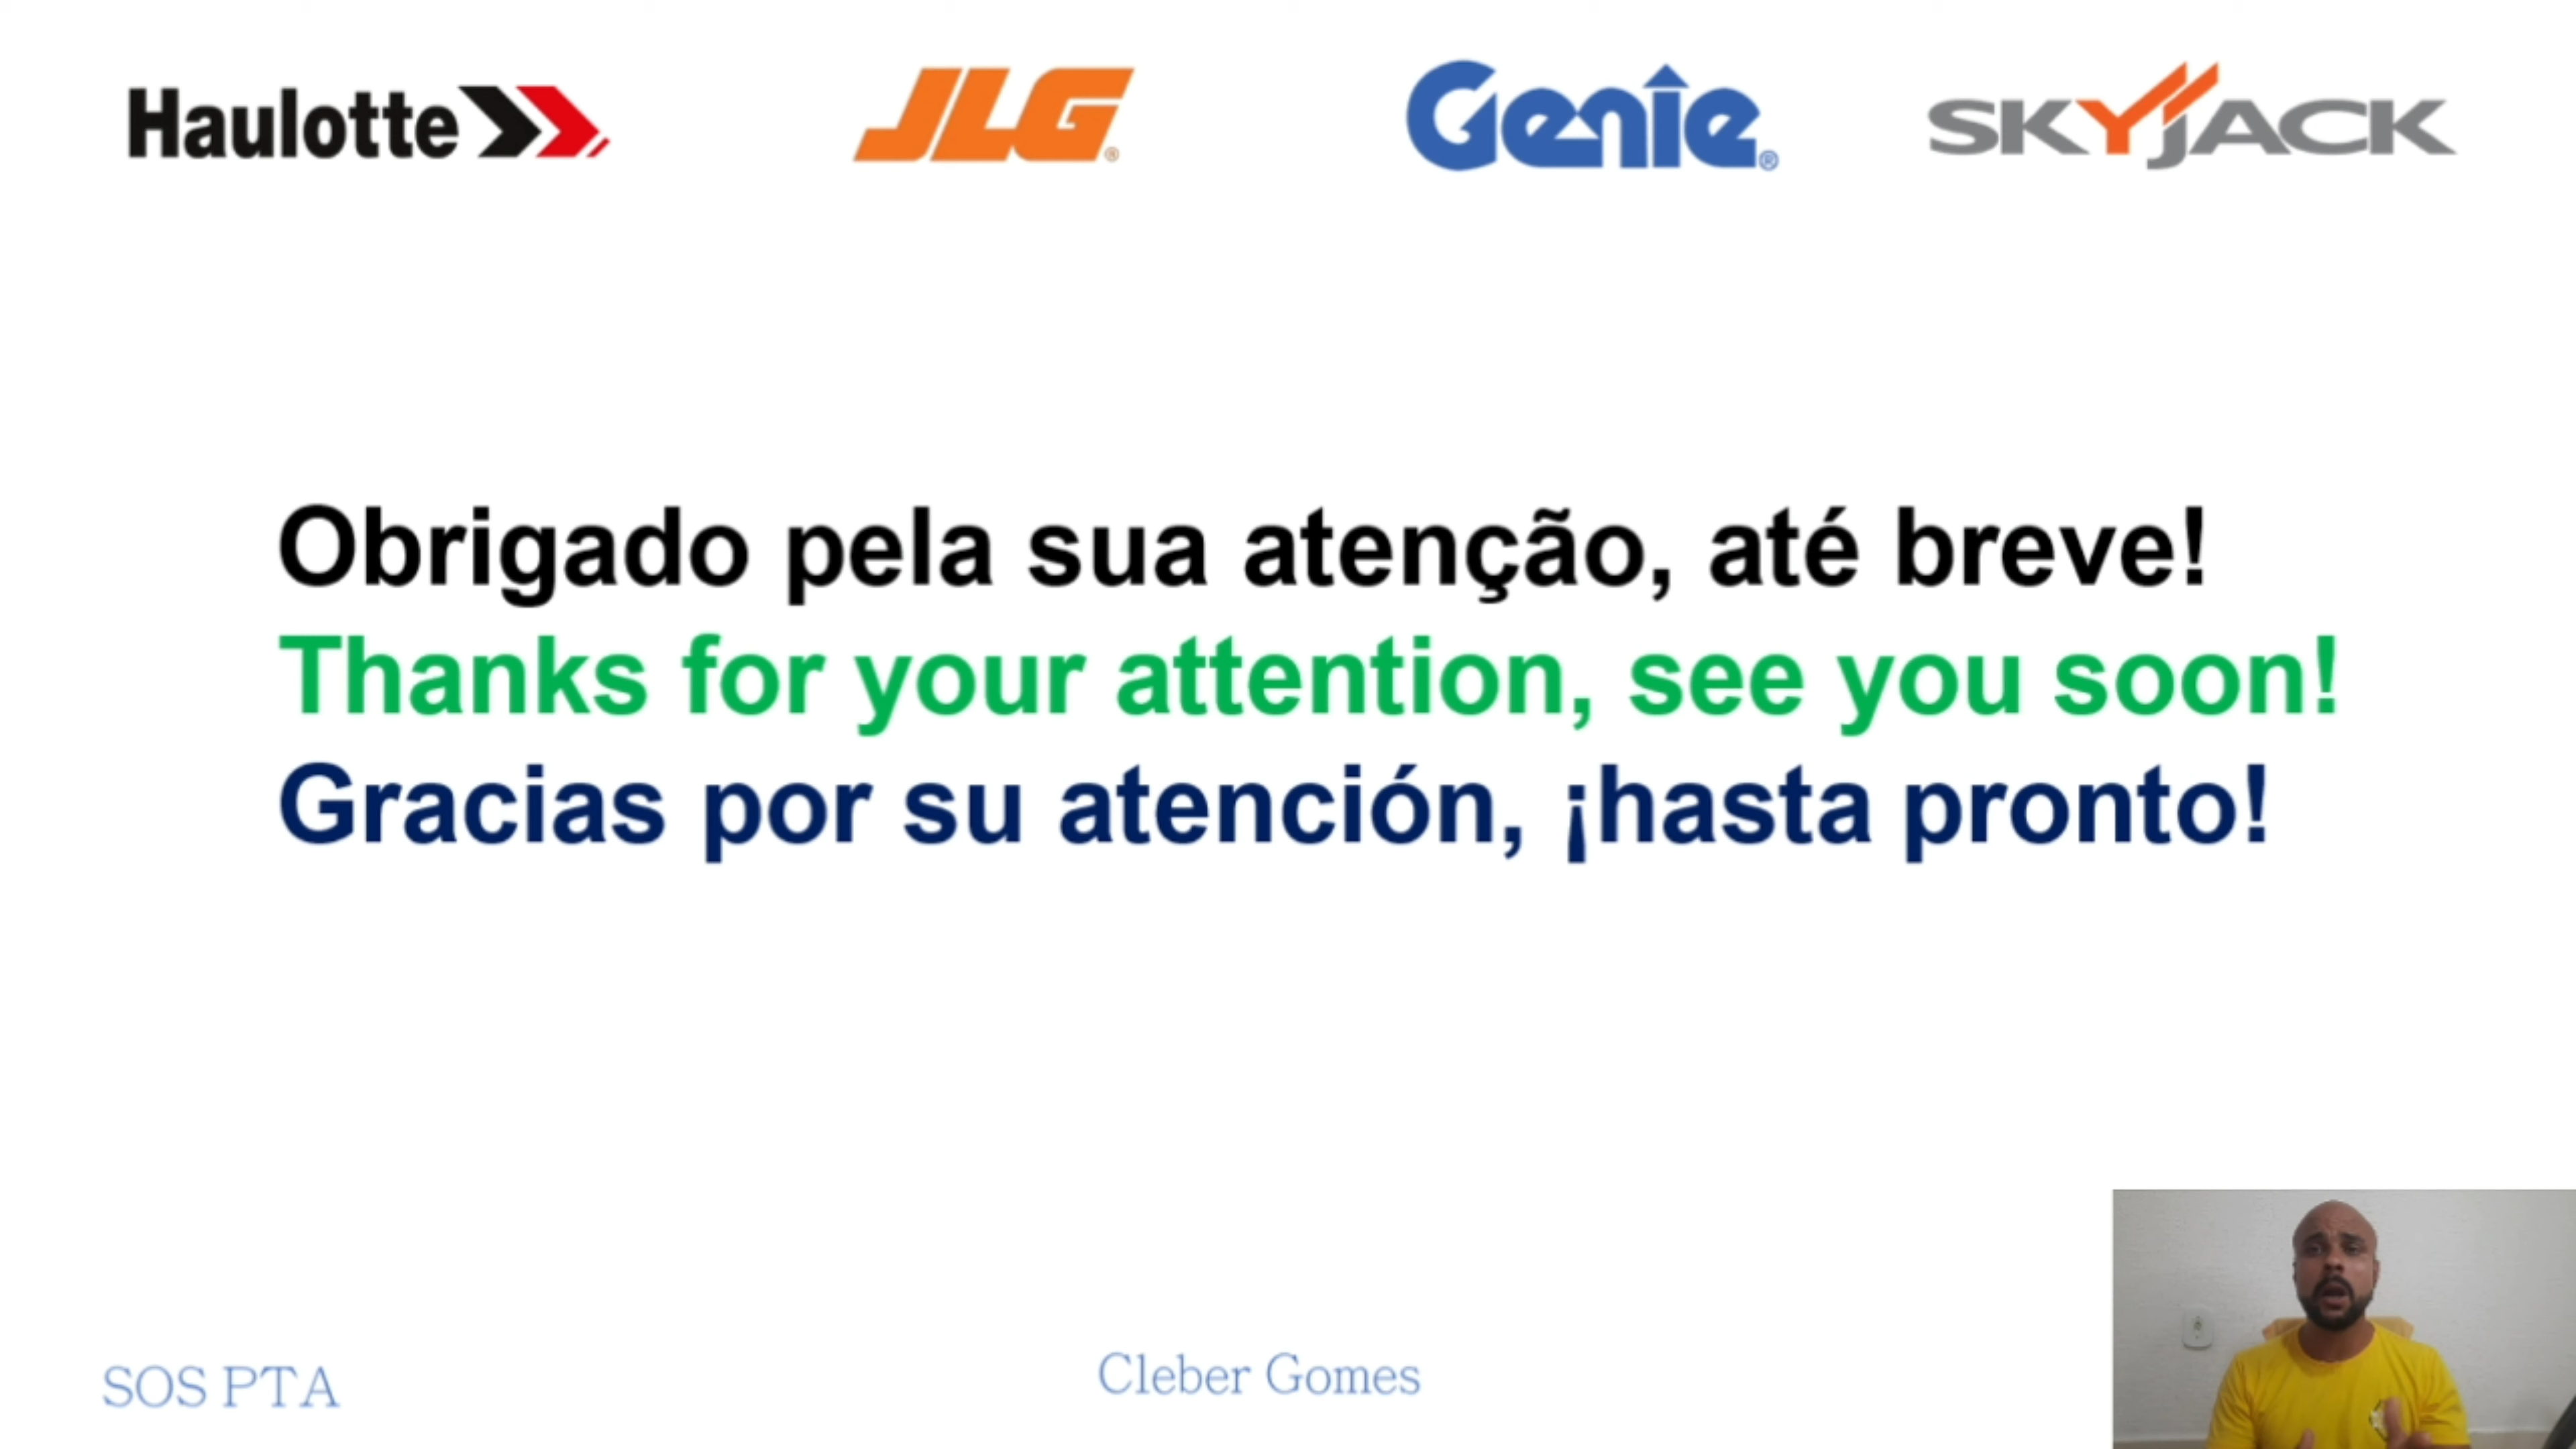 Haulotte
JLG®
Genie®
SKYJACK
Obrigado pela sua atenção, até breve!
Thanks for your attention, see you soon!
Gracias por su atención, ¡hasta pronto!
SOS PTA
Cleber Gomes